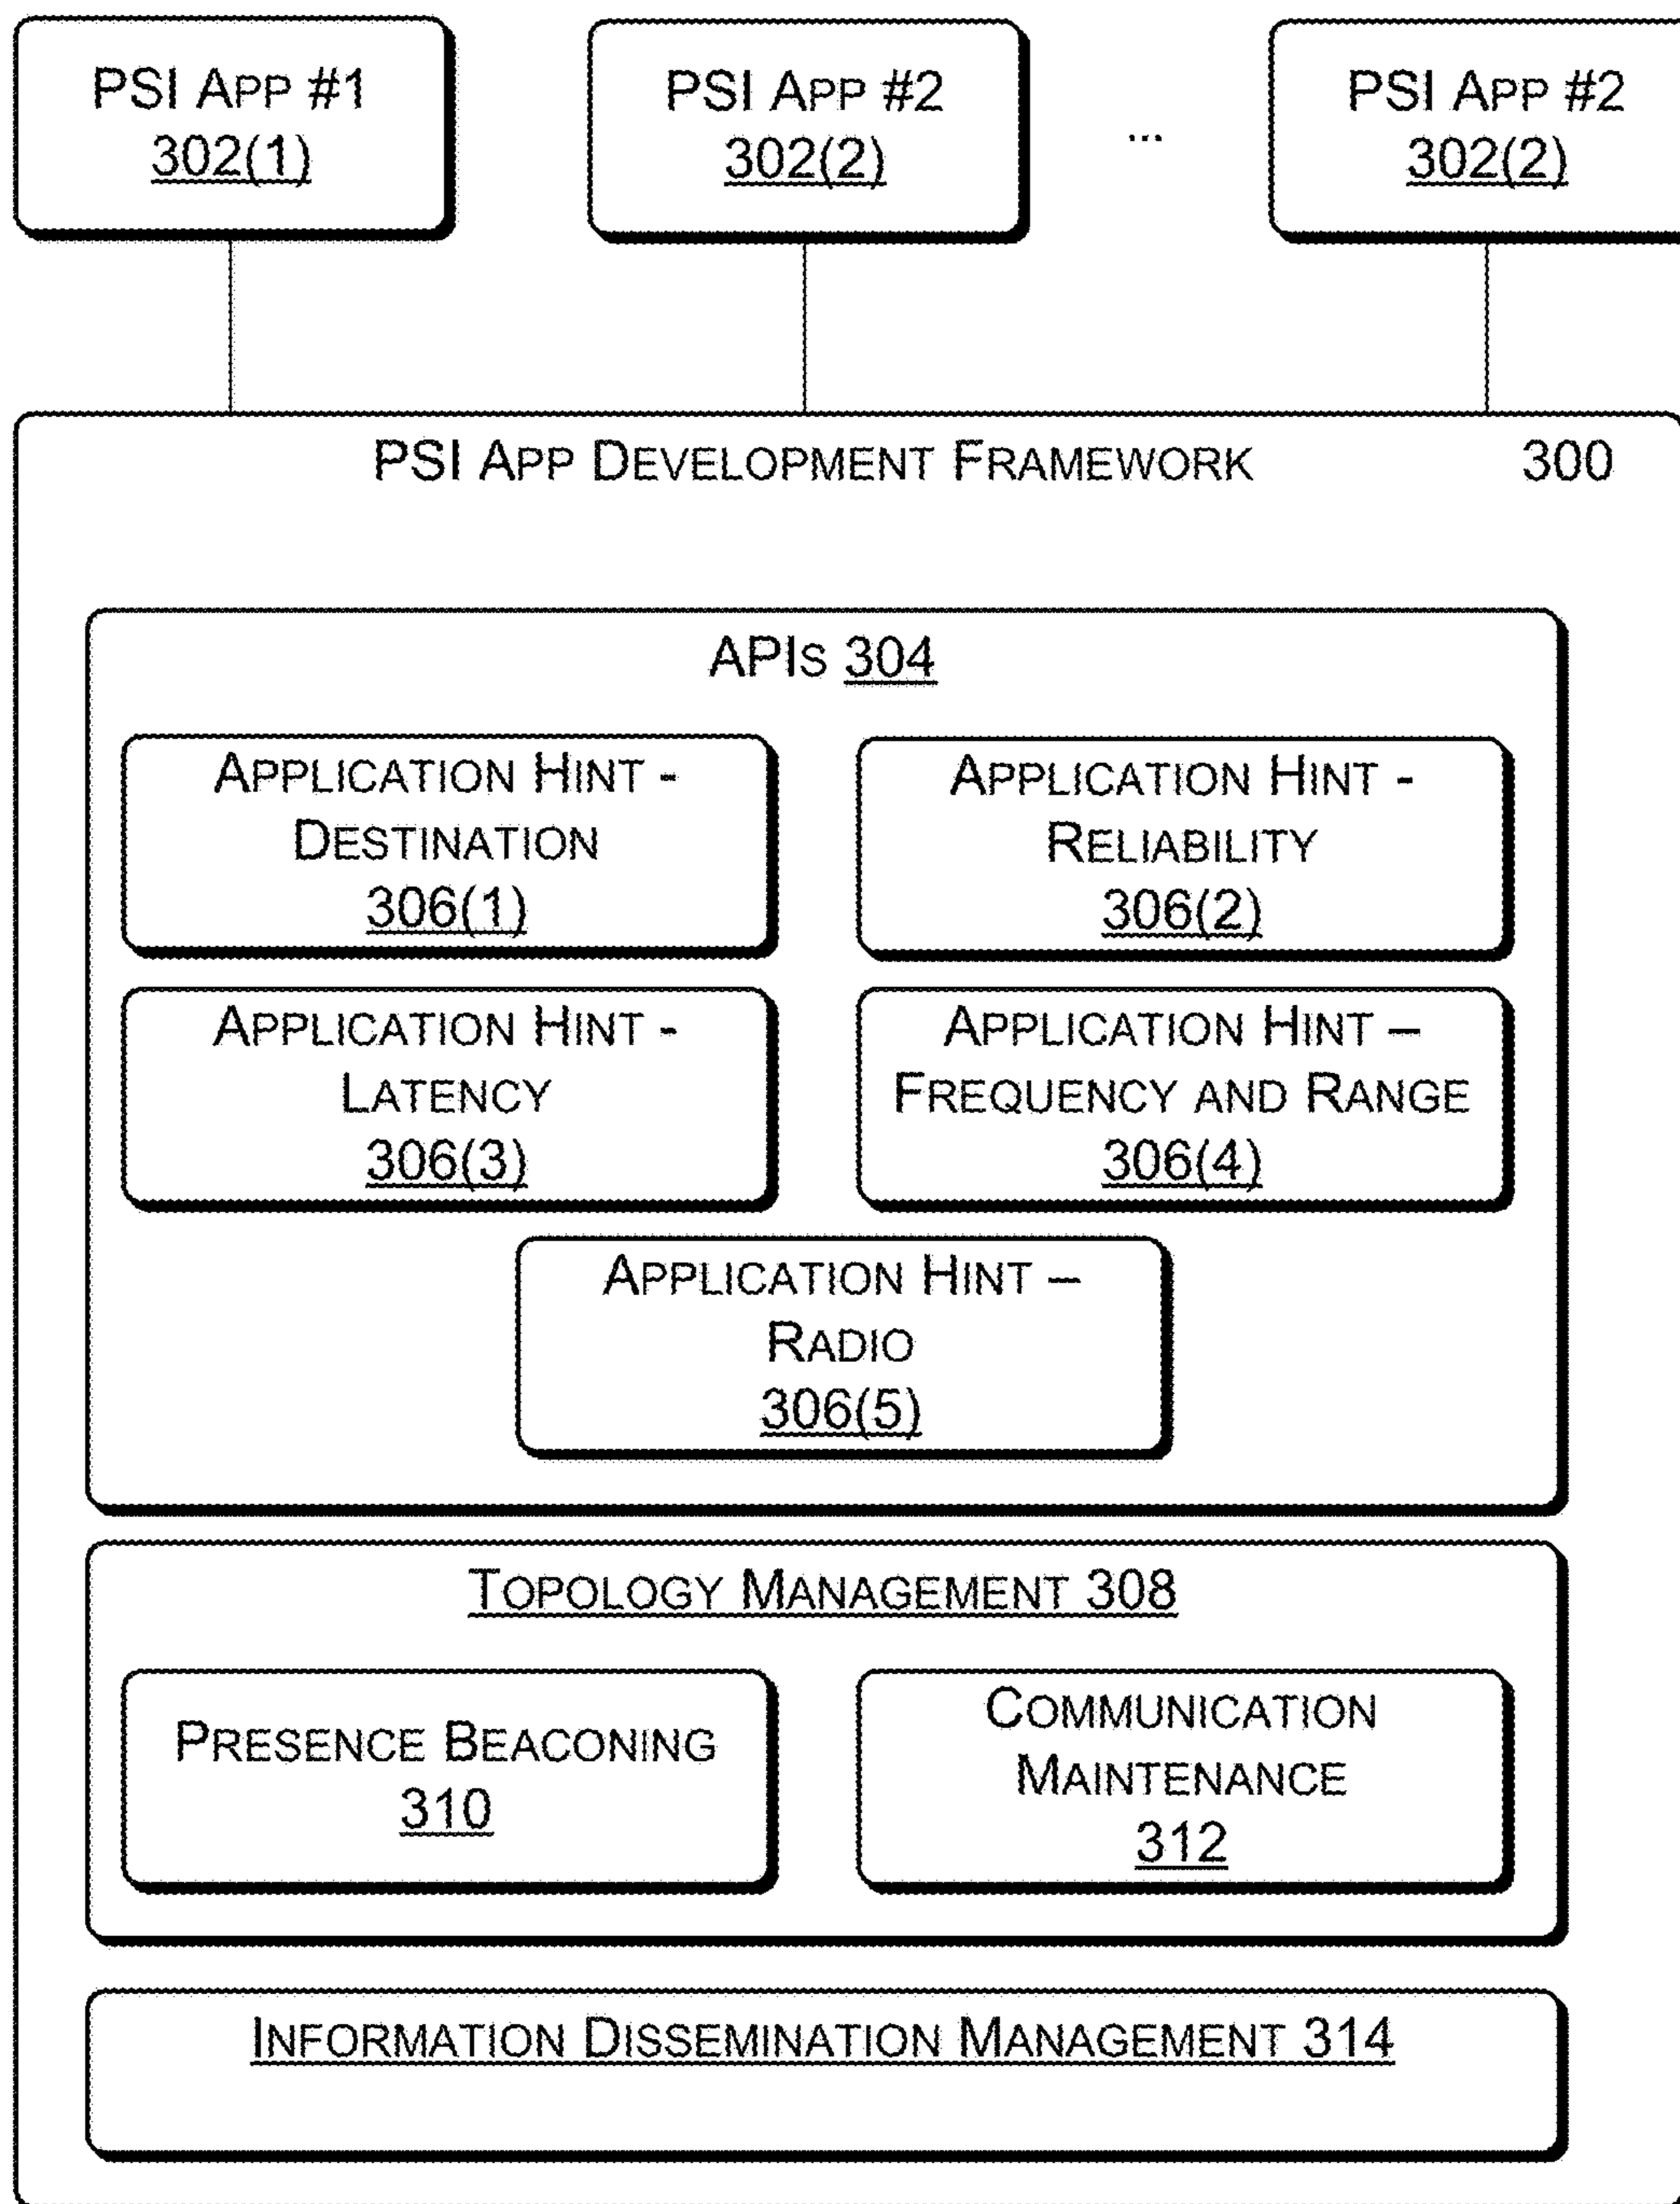 PSI APP #1
302(1)
PSI APP #2
302(2)
...
PSI APP #2
302(2)
PSI APP DEVELOPMENT FRAMEWORK 300
APIS 304
APPLICATION HINT -
DESTINATION
306(1)
APPLICATION HINT -
RELIABILITY
306(2)
APPLICATION HINT -
LATENCY
306(3)
APPLICATION HINT –
FREQUENCY AND RANGE
306(4)
APPLICATION HINT –
RADIO
306(5)
TOPOLOGY MANAGEMENT 308
PRESENCE BEACONING
310
COMMUNICATION
MAINTENANCE
312
INFORMATION DISSEMINATION MANAGEMENT 314